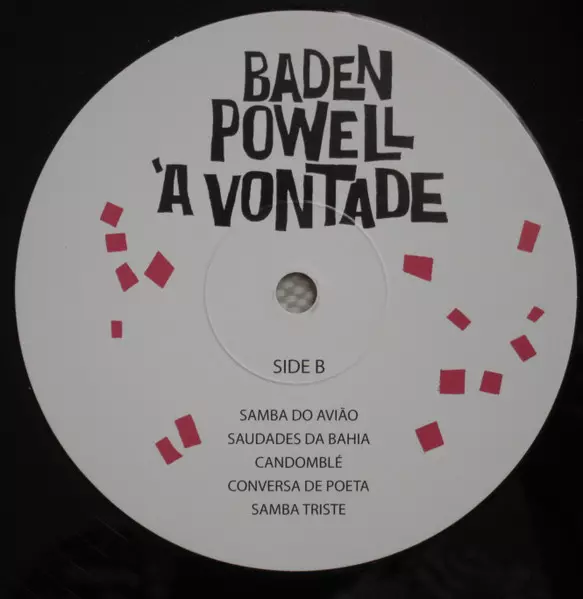 BADEN
POWELL
'A VONTADE
SIDE B
SAMBA DO AVIÃO
SAUDADES DA BAHIA
CANDOMBLÉ
CONVERSA DE POETA
SAMBA TRISTE